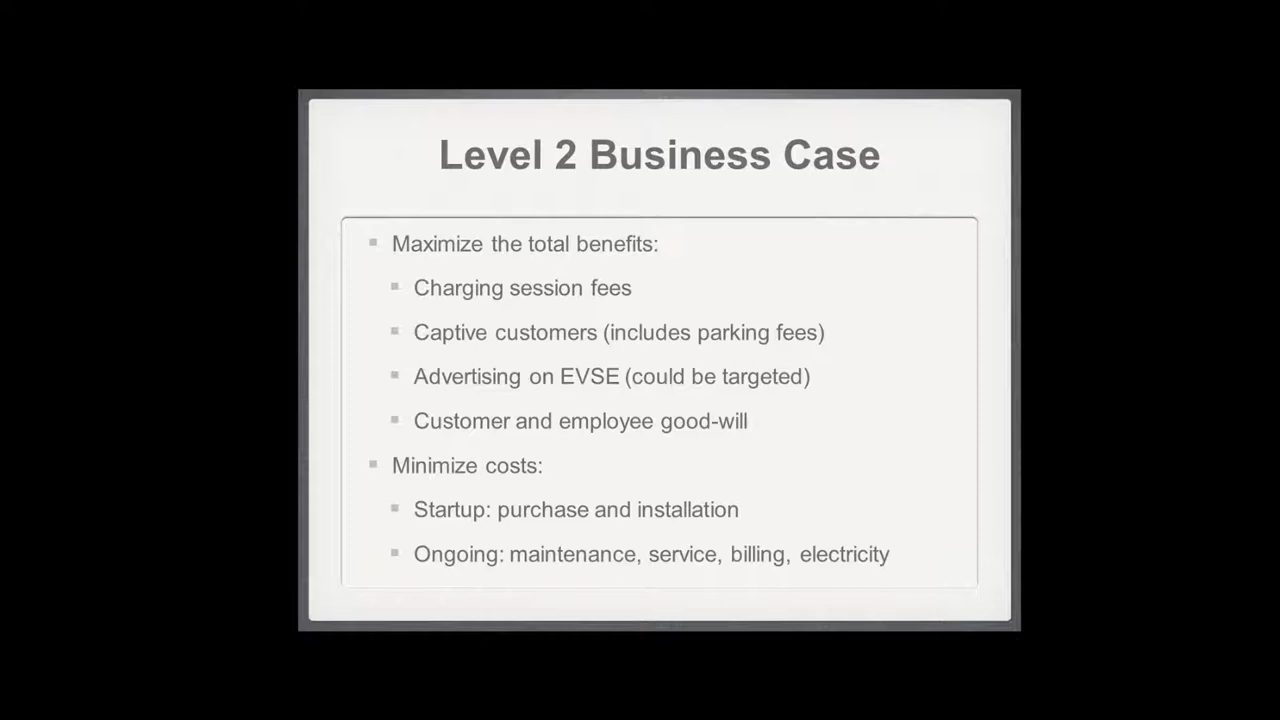 Level 2 Business Case
Maximize the total benefits:
Charging session fees
Captive customers (includes parking fees)
Advertising on EVSE (could be targeted)
Customer and employee good-will
Minimize costs:
Startup: purchase and installation
Ongoing: maintenance, service, billing, electricity